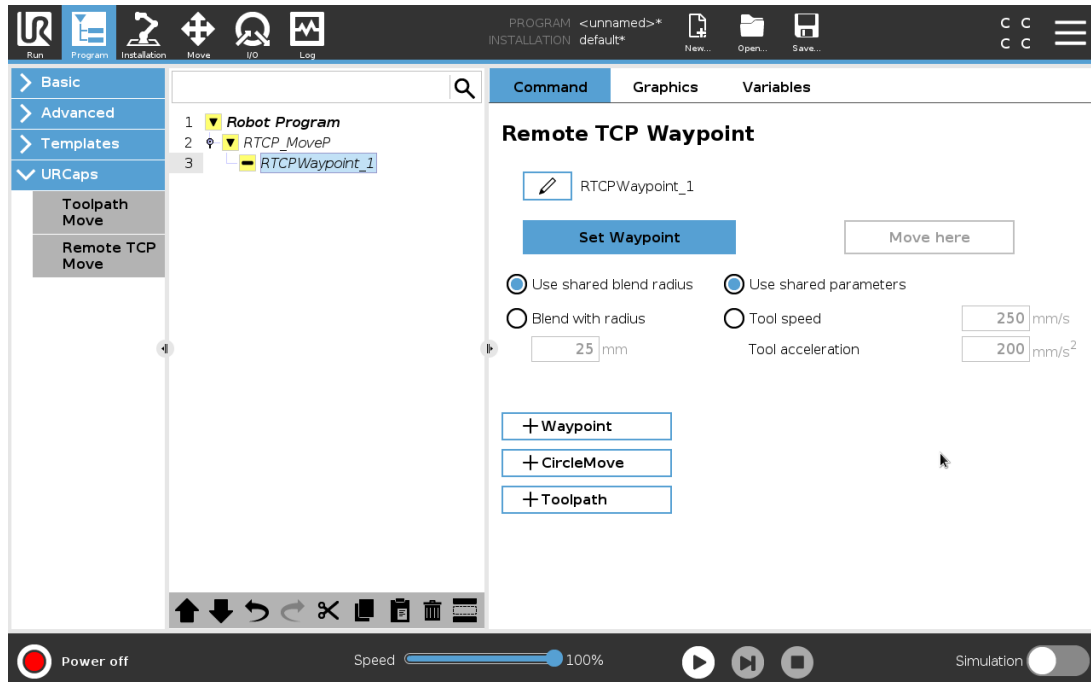 PROGRAM <unnamed>*
INSTALLATION default*
C C
C C
Run Program Installation Move I/O Log New... Open... Save...
Basic
Advanced
Templates
URCaps
Toolpath
Move
Remote TCP
Move
1 Robot Program
2 RTCP_MoveP
3 RTCPWaypoint_1
Command Graphics Variables
Remote TCP Waypoint
RTCPWaypoint_1
Set Waypoint Move here
Use shared blend radius Use shared parameters
Blend with radius Tool speed 250 mm/s
25 mm Tool acceleration 200 mm/s²
+Waypoint
+CircleMove
+Toolpath
Power off Speed 100% Simulation